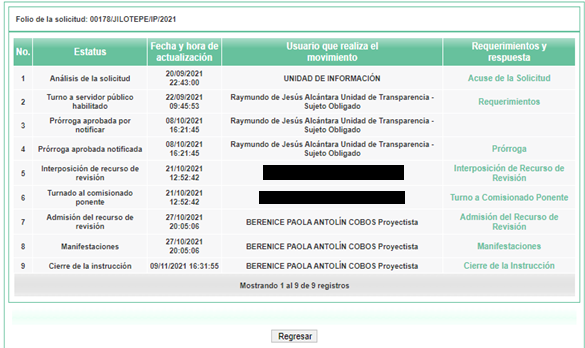 Folio de la solicitud: 00178/JILOTEPE/IP/2021
No. Estatus Fecha y hora de actualización Usuario que realiza el movimiento Requerimientos y respuesta
1 Análisis de la solicitud 20/09/2021 22:43:00 UNIDAD DE INFORMACIÓN Acuse de la Solicitud
2 Turno a servidor público habilitado 22/09/2021 09:45:53 Raymundo de Jesús Alcántara Unidad de Transparencia - Sujeto Obligado Requerimientos
3 Prórroga aprobada por notificar 08/10/2021 16:21:45 Raymundo de Jesús Alcántara Unidad de Transparencia - Sujeto Obligado
4 Prórroga aprobada notificada 08/10/2021 16:21:45 Raymundo de Jesús Alcántara Unidad de Transparencia - Sujeto Obligado Prórroga
5 Interposición de recurso de revisión 21/10/2021 12:52:42 Interposición de Recurso de Revisión
6 Turnado al comisionado ponente 21/10/2021 12:52:42 Turno a Comisionado Ponente
7 Admisión del recurso de revisión 27/10/2021 20:05:06 BERENICE PAOLA ANTOLÍN COBOS Proyectista Admisión del Recurso de Revisión
8 Manifestaciones 27/10/2021 20:05:06 BERENICE PAOLA ANTOLÍN COBOS Proyectista Manifestaciones
9 Cierre de la instrucción 09/11/2021 16:31:55 BERENICE PAOLA ANTOLÍN COBOS Proyectista Cierre de la Instrucción
Mostrando 1 al 9 de 9 registros
Regresar